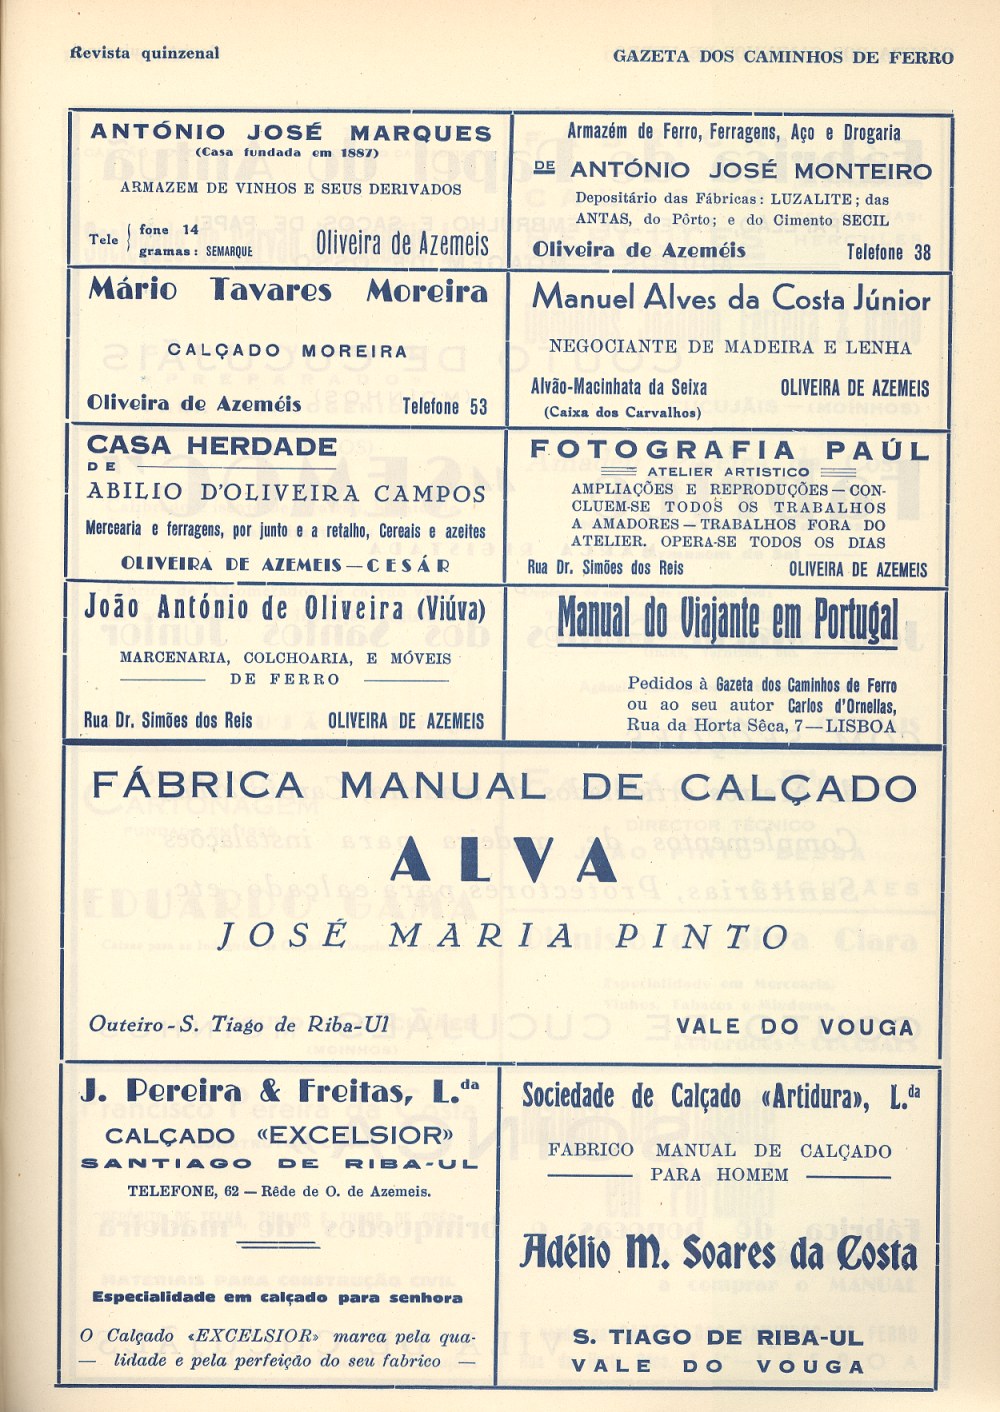 Revista quinzenal
GAZETA DOS CAMINHOS DE FERRO
ANTÓNIO JOSÉ MARQUES
(Casa fundada em 1887)
ARMAZEM DE VINHOS E SEUS DERIVADOS
Tele { fone 14
gramas: SEMARQUE
Oliveira de Azemeis
Armazém de Ferro, Ferragens, Aço e Drogaria
DE ANTÓNIO JOSÉ MONTEIRO
Depositário das Fábricas: LUZALITE; das
ANTAS, do Pôrto; e do Cimento SECIL
Oliveira de Azeméis Telefone 38
Mário Tavares Moreira
CALÇADO MOREIRA
Oliveira de Azeméis Telefone 53
Manuel Alves da Costa Júnior
NEGOCIANTE DE MADEIRA E LENHA
Alvão-Macinhata da Seixa OLIVEIRA DE AZEMEIS
(Caixa dos Carvalhos)
CASA HERDADE
DE
ABILIO D'OLIVEIRA CAMPOS
Mercearia e ferragens, por junto e a retalho, Cereais e azeites
OLIVEIRA DE AZEMEIS — CESÁR
FOTOGRAFIA PAÚL
ATELIER ARTISTICO
AMPLIAÇÕES E REPRODUÇÕES — CON-
CLUEM-SE TODOS OS TRABALHOS
A AMADORES — TRABALHOS FORA DO
ATELIER. OPERA-SE TODOS OS DIAS
Rua Dr. Simões dos Reis OLIVEIRA DE AZEMEIS
João António de Oliveira (Viúva)
MARCENARIA, COLCHOARIA, E MÓVEIS
DE FERRO
Rua Dr. Simões dos Reis OLIVEIRA DE AZEMEIS
Manual do Viajante em Portugal
Pedidos à Gazeta dos Caminhos de Ferro
ou ao seu autor Carlos d'Ornellas,
Rua da Horta Sêca, 7 — LISBOA
FÁBRICA MANUAL DE CALÇADO
ALVA
JOSÉ MARIA PINTO
Outeiro - S. Tiago de Riba-Ul
VALE DO VOUGA
J. Pereira & Freitas, L.da
CALÇADO «EXCELSIOR»
SANTIAGO DE RIBA-UL
TELEFONE, 62 — Rêde de O. de Azemeis.
Especialidade em calçado para senhora
O Calçado «EXCELSIOR» marca pela qua-
— lidade e pela perfeição do seu fabrico —
Sociedade de Calçado «Artidura», L.da
FABRICO MANUAL DE CALÇADO
PARA HOMEM
Adélio M. Soares da Costa
S. TIAGO DE RIBA-UL
VALE DO VOUGA